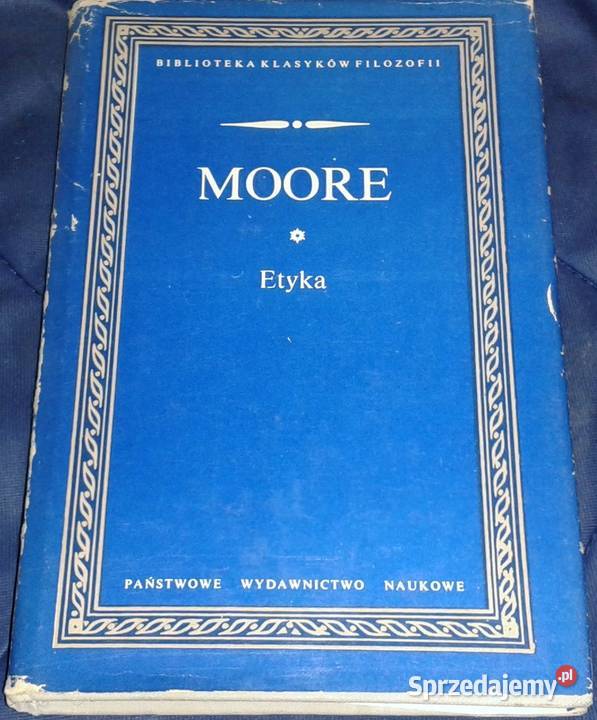 BIBLIOTEKA KLASYKÓW FILOZOFII
MOORE
Etyka
PAŃSTWOWE WYDAWNICTWO NAUKOWE
Sprzedajemy.pl